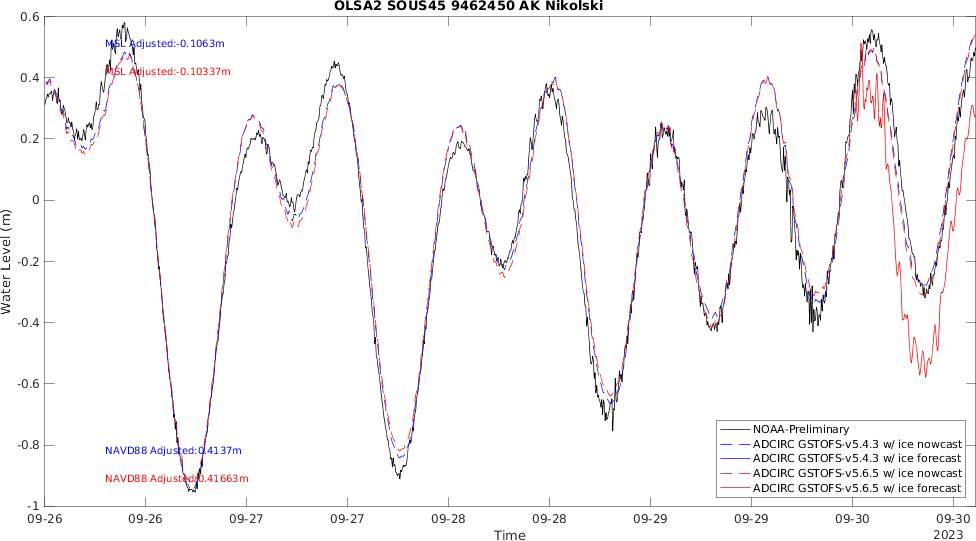 OLSA2 SOUS45 9462450 AK Nikolski
0.6
0.4
0.2
0
-0.2
-0.4
-0.6
-0.8
-1
Water Level (m)
MSL Adjusted:-0.1063m
MSL Adjusted:-0.10337m
NAVD88 Adjusted:0.4137m
NAVD88 Adjusted:0.41663m
NOAA-Preliminary
ADCIRC GSTOFS-v5.4.3 w/ ice nowcast
ADCIRC GSTOFS-v5.4.3 w/ ice forecast
ADCIRC GSTOFS-v5.6.5 w/ ice nowcast
ADCIRC GSTOFS-v5.6.5 w/ ice forecast
09-26 09-26 09-27 09-27 09-28 09-28 09-29 09-29 09-30 09-30
Time
2023